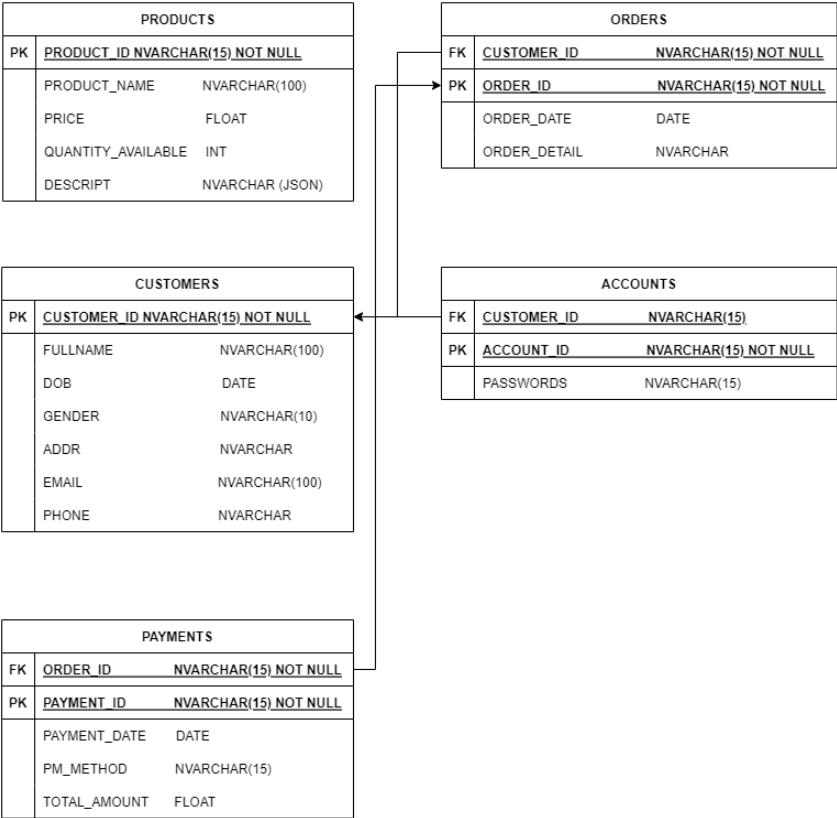 PRODUCTS
PK PRODUCT_ID NVARCHAR(15) NOT NULL
PRODUCT_NAME NVARCHAR(100)
PRICE FLOAT
QUANTITY_AVAILABLE INT
DESCRIPT NVARCHAR (JSON)
ORDERS
FK CUSTOMER_ID NVARCHAR(15) NOT NULL
PK ORDER_ID NVARCHAR(15) NOT NULL
ORDER_DATE DATE
ORDER_DETAIL NVARCHAR
CUSTOMERS
PK CUSTOMER_ID NVARCHAR(15) NOT NULL
FULLNAME NVARCHAR(100)
DOB DATE
GENDER NVARCHAR(10)
ADDR NVARCHAR
EMAIL NVARCHAR(100)
PHONE NVARCHAR
ACCOUNTS
FK CUSTOMER_ID NVARCHAR(15)
PK ACCOUNT_ID NVARCHAR(15) NOT NULL
PASSWORDS NVARCHAR(15)
PAYMENTS
FK ORDER_ID NVARCHAR(15) NOT NULL
PK PAYMENT_ID NVARCHAR(15) NOT NULL
PAYMENT_DATE DATE
PM_METHOD NVARCHAR(15)
TOTAL_AMOUNT FLOAT